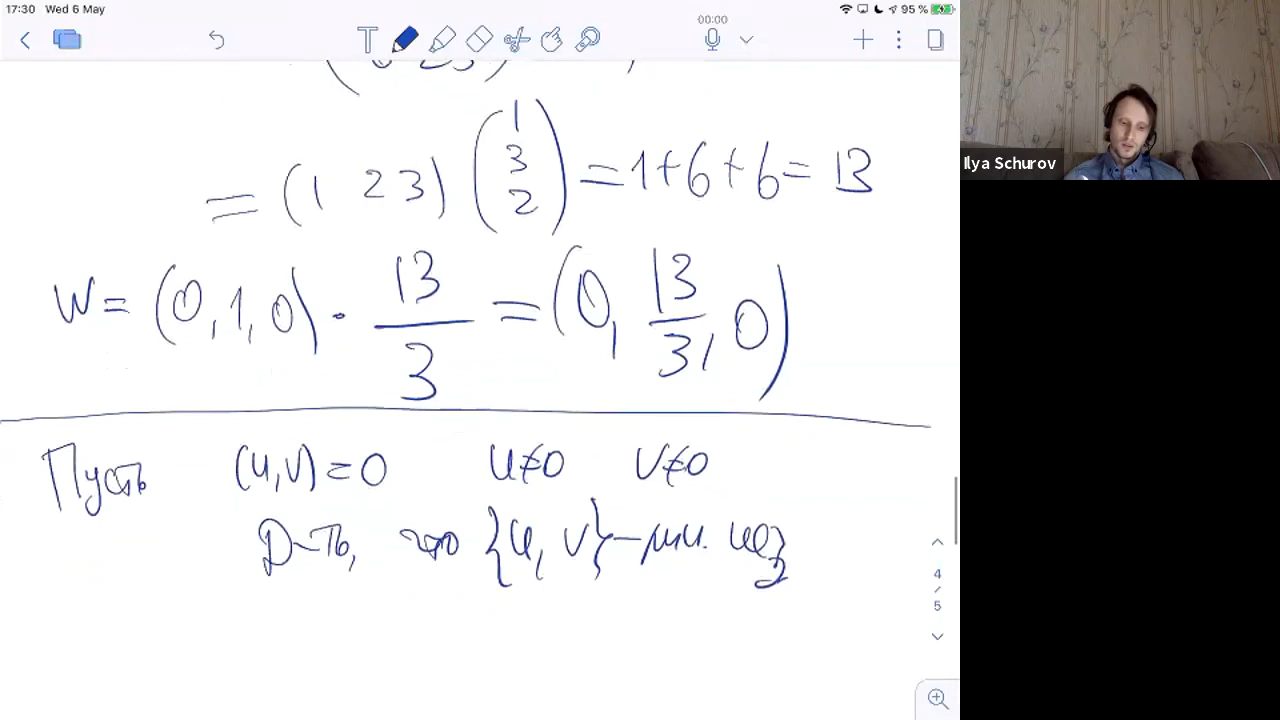 17:30 Wed 6 May
95 %
00:00
T
= (1 2 3) (1 3 2) = 1+6+6= 13
Ilya Schurov
W= (0, 1, 0) · 13/3 = (0, 13/3, 0)
Пусть (u, v) = 0 u≠0 v≠0
Д-ть, что {u, v} – лин. нез
4 / 5